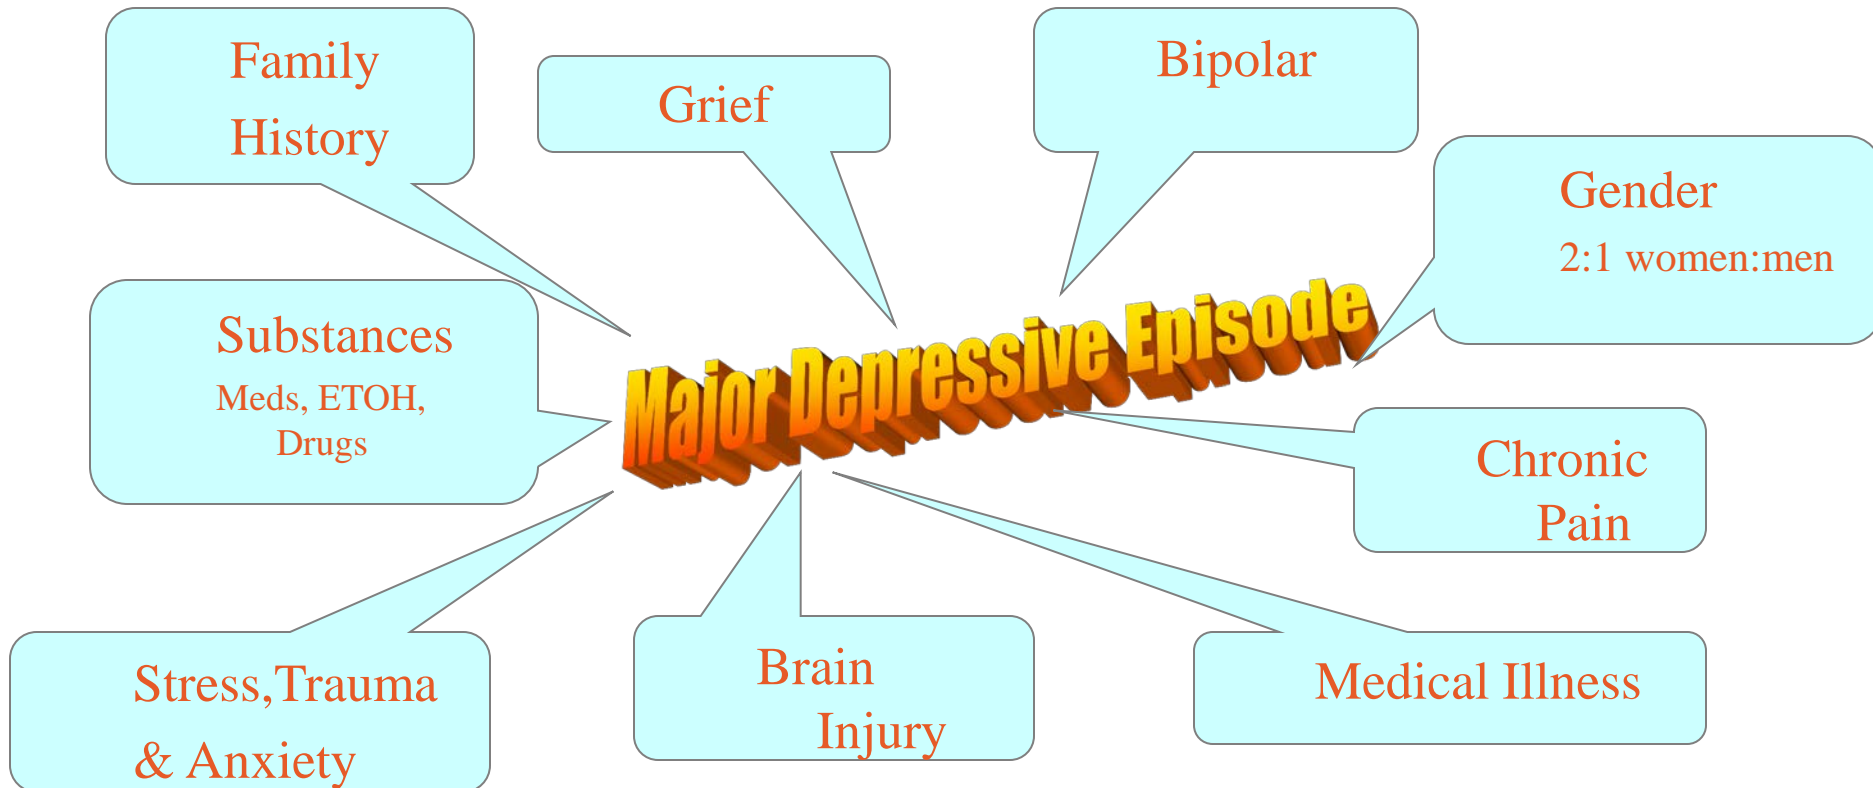 Family
History
Grief
Bipolar
Gender
2:1 women:men
Substances
Meds, ETOH,
Drugs
Major Depressive Episode
Chronic
Pain
Stress,Trauma
& Anxiety
Brain
Injury
Medical Illness